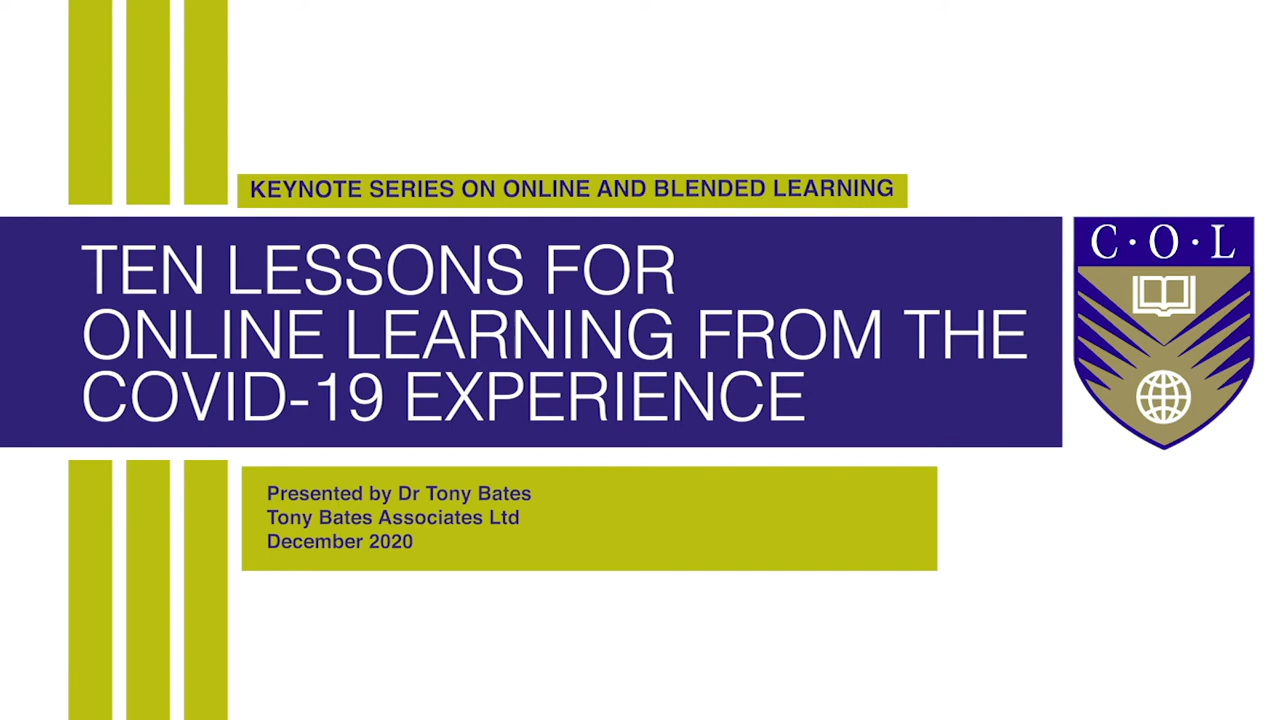 KEYNOTE SERIES ON ONLINE AND BLENDED LEARNING
TEN LESSONS FOR
ONLINE LEARNING FROM THE
COVID-19 EXPERIENCE
C·O·L
Presented by Dr Tony Bates
Tony Bates Associates Ltd
December 2020